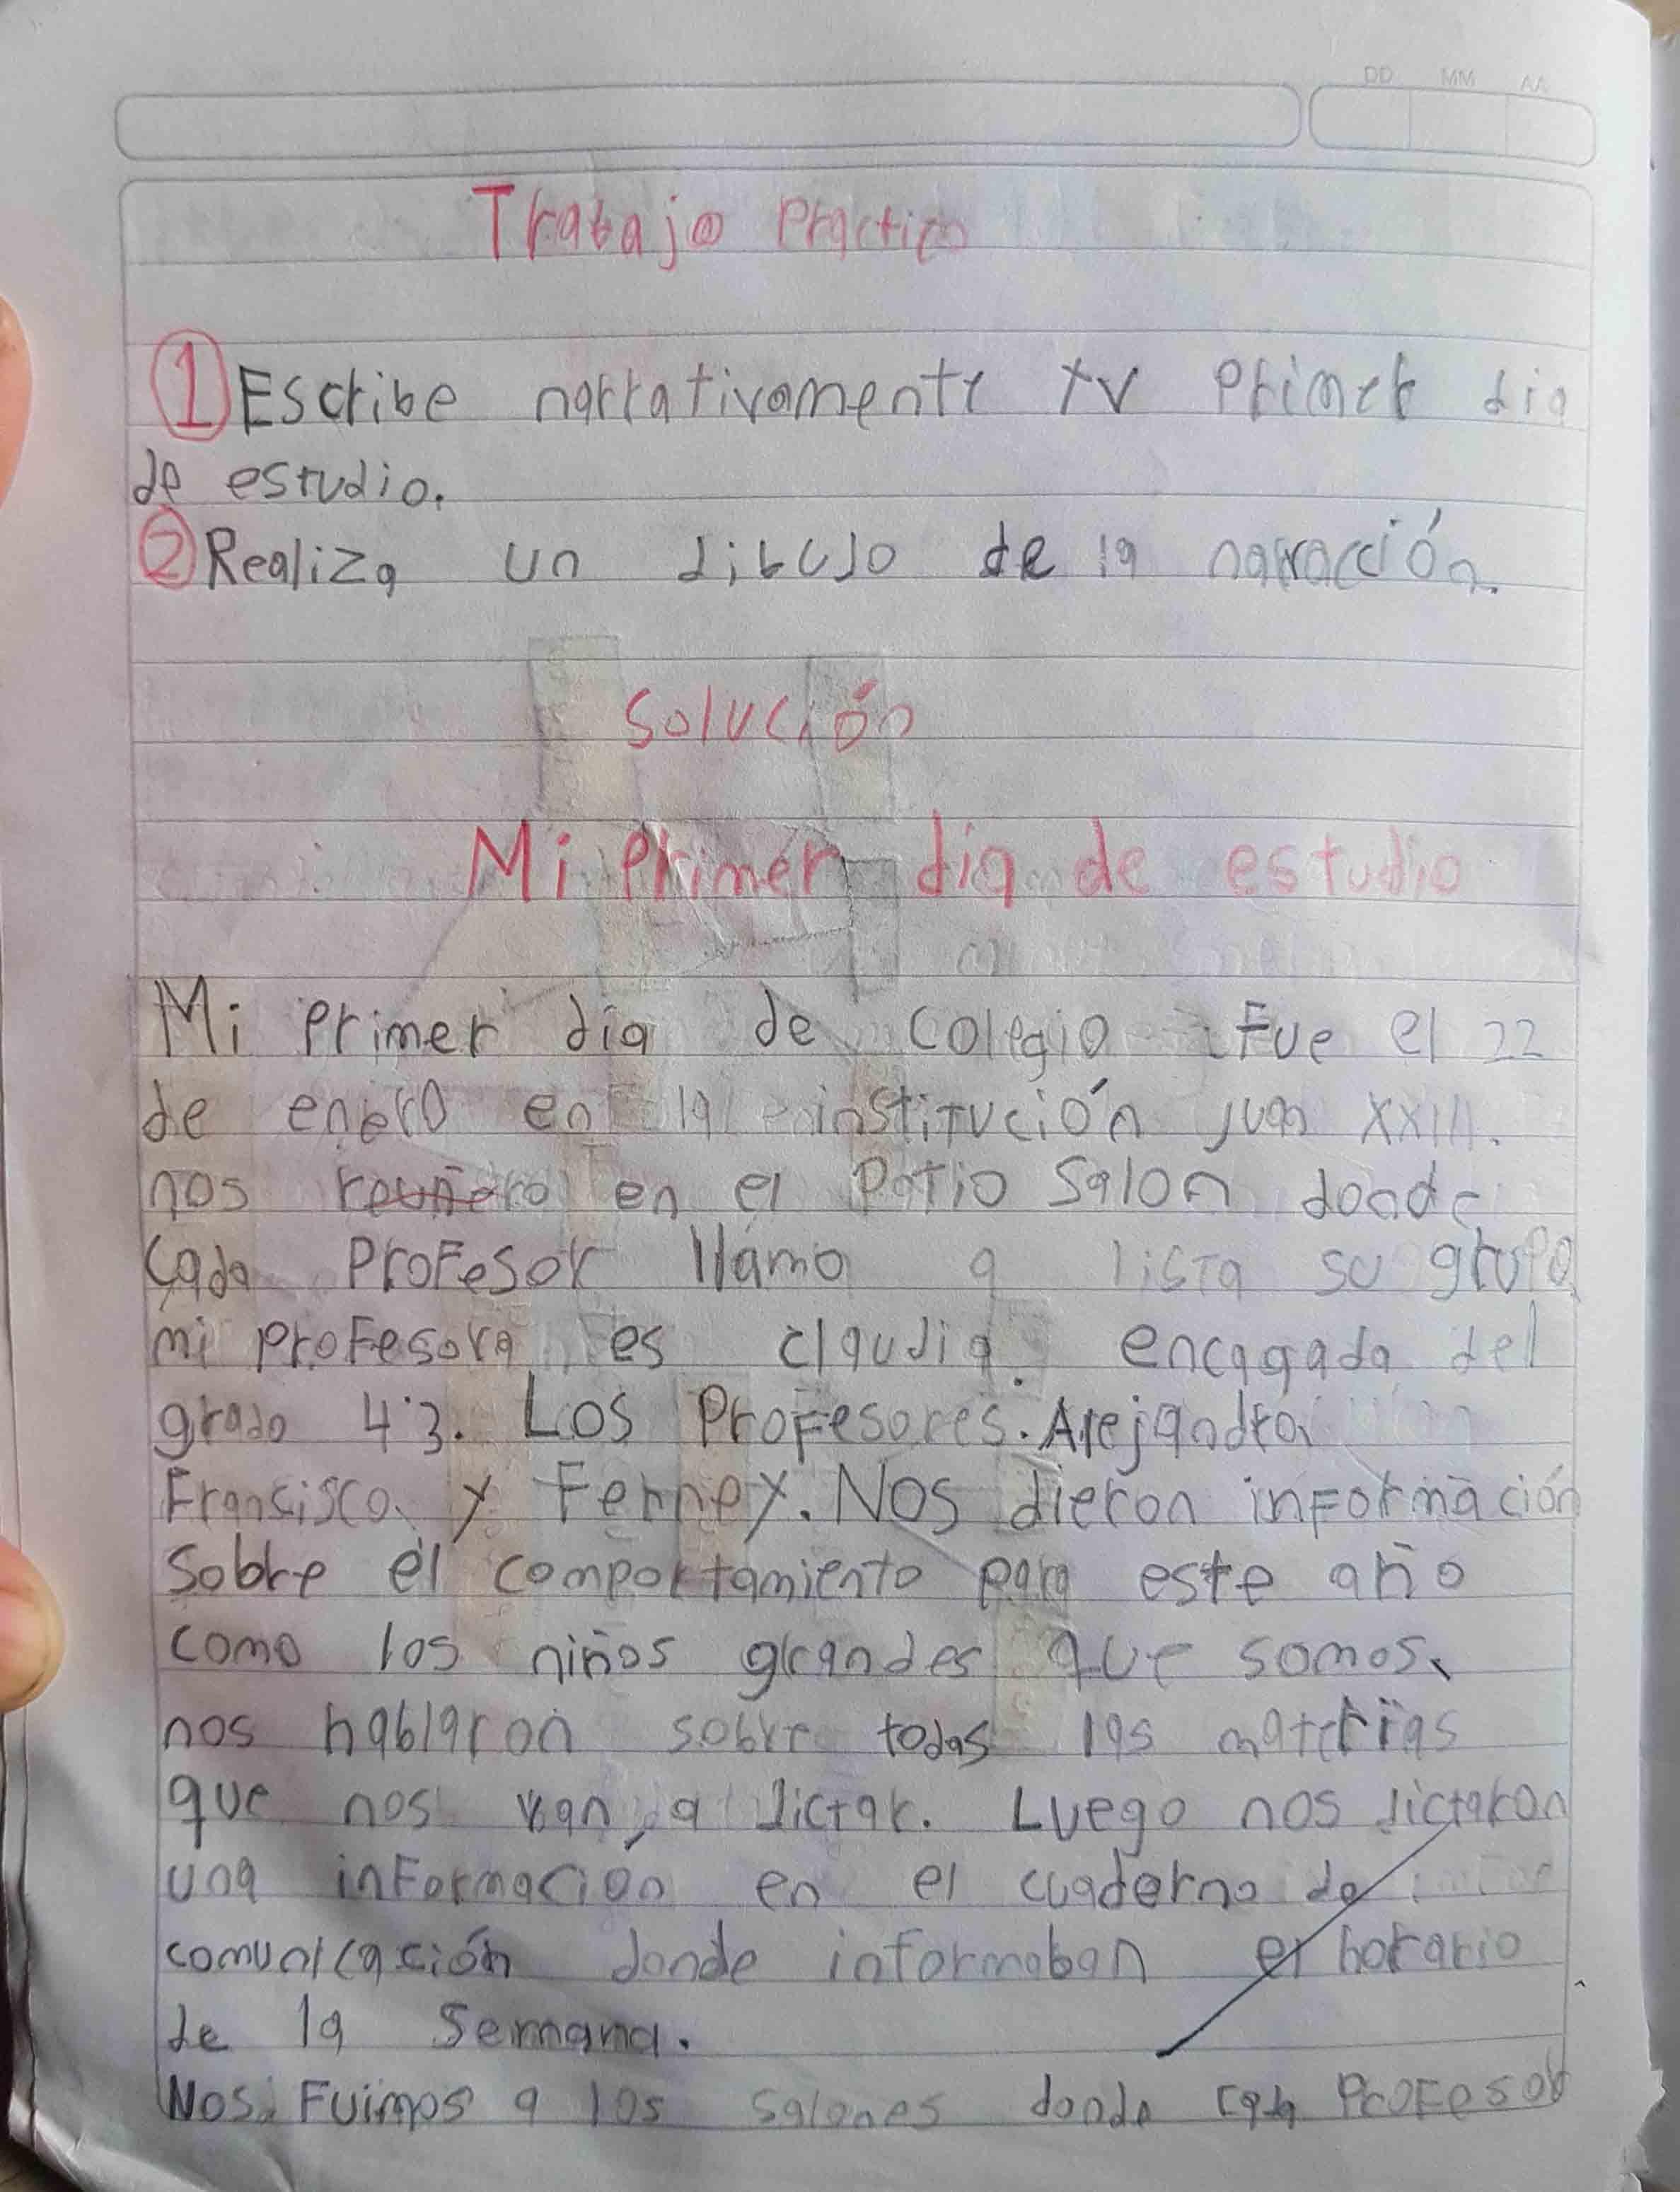 DD MM AA
Trabajo Practico
1 Escribe narrativamente tu Primer dia
de estudio.
2 Realiza un dibujo de la narracción.
Solución
Mi Primer dia de estudio
Mi Primer dia de colegio Fue el 22
de enero en la institución juan XXIII.
nos en el Patio Salon donde
cada Profesor llamo a lista su grupo
mi Profesora es claudia encagada del
grado 4.3. Los Profesores. Alejandra
Francisco y Ferney. Nos dieron información
Sobre el comportamiento para este año
como los niños grandes que somos,
nos hablaron sobre todas las materias
que nos van a dictar. Luego nos dictaron
una información en el cuaderno de
comunicación donde informaban el horario
de la Semana.
Nos Fuimos a los salones donde cada Profesor